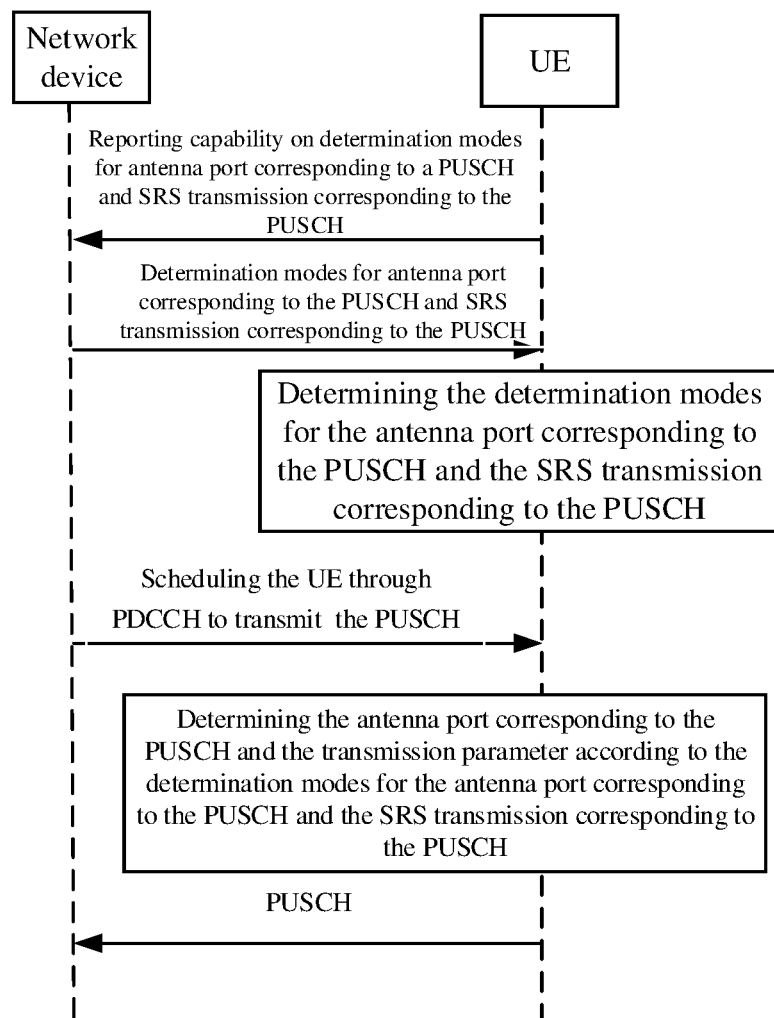 Network
device
UE
Reporting capability on determination modes
for antenna port corresponding to a PUSCH
and SRS transmission corresponding to the
PUSCH
Determination modes for antenna port
corresponding to the PUSCH and SRS
transmission corresponding to the PUSCH
Determining the determination modes
for the antenna port corresponding to
the PUSCH and the SRS transmission
corresponding to the PUSCH
Scheduling the UE through
PDCCH to transmit the PUSCH
Determining the antenna port corresponding to the
PUSCH and the transmission parameter according to the
determination modes for the antenna port corresponding
to the PUSCH and the SRS transmission corresponding to
the PUSCH
PUSCH